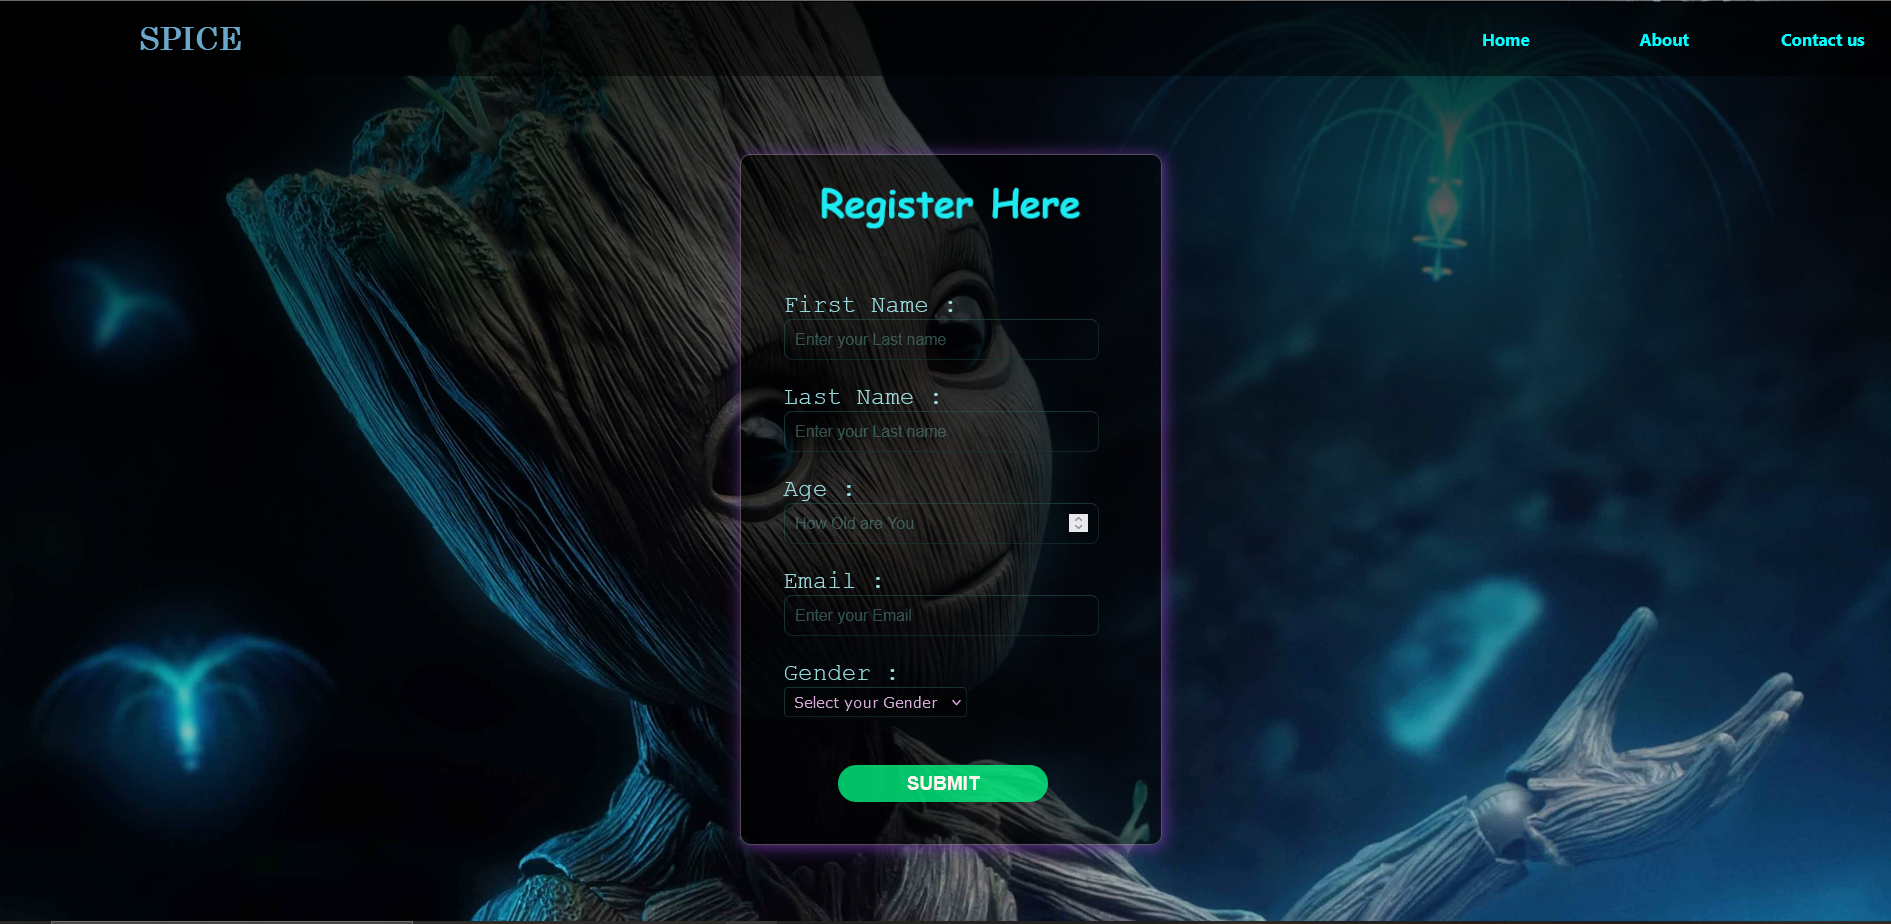 SPICE
Home About Contact us
Register Here
First Name :
Enter your Last name
Last Name :
Enter your Last name
Age :
How Old are You
Email :
Enter your Email
Gender :
Select your Gender
SUBMIT